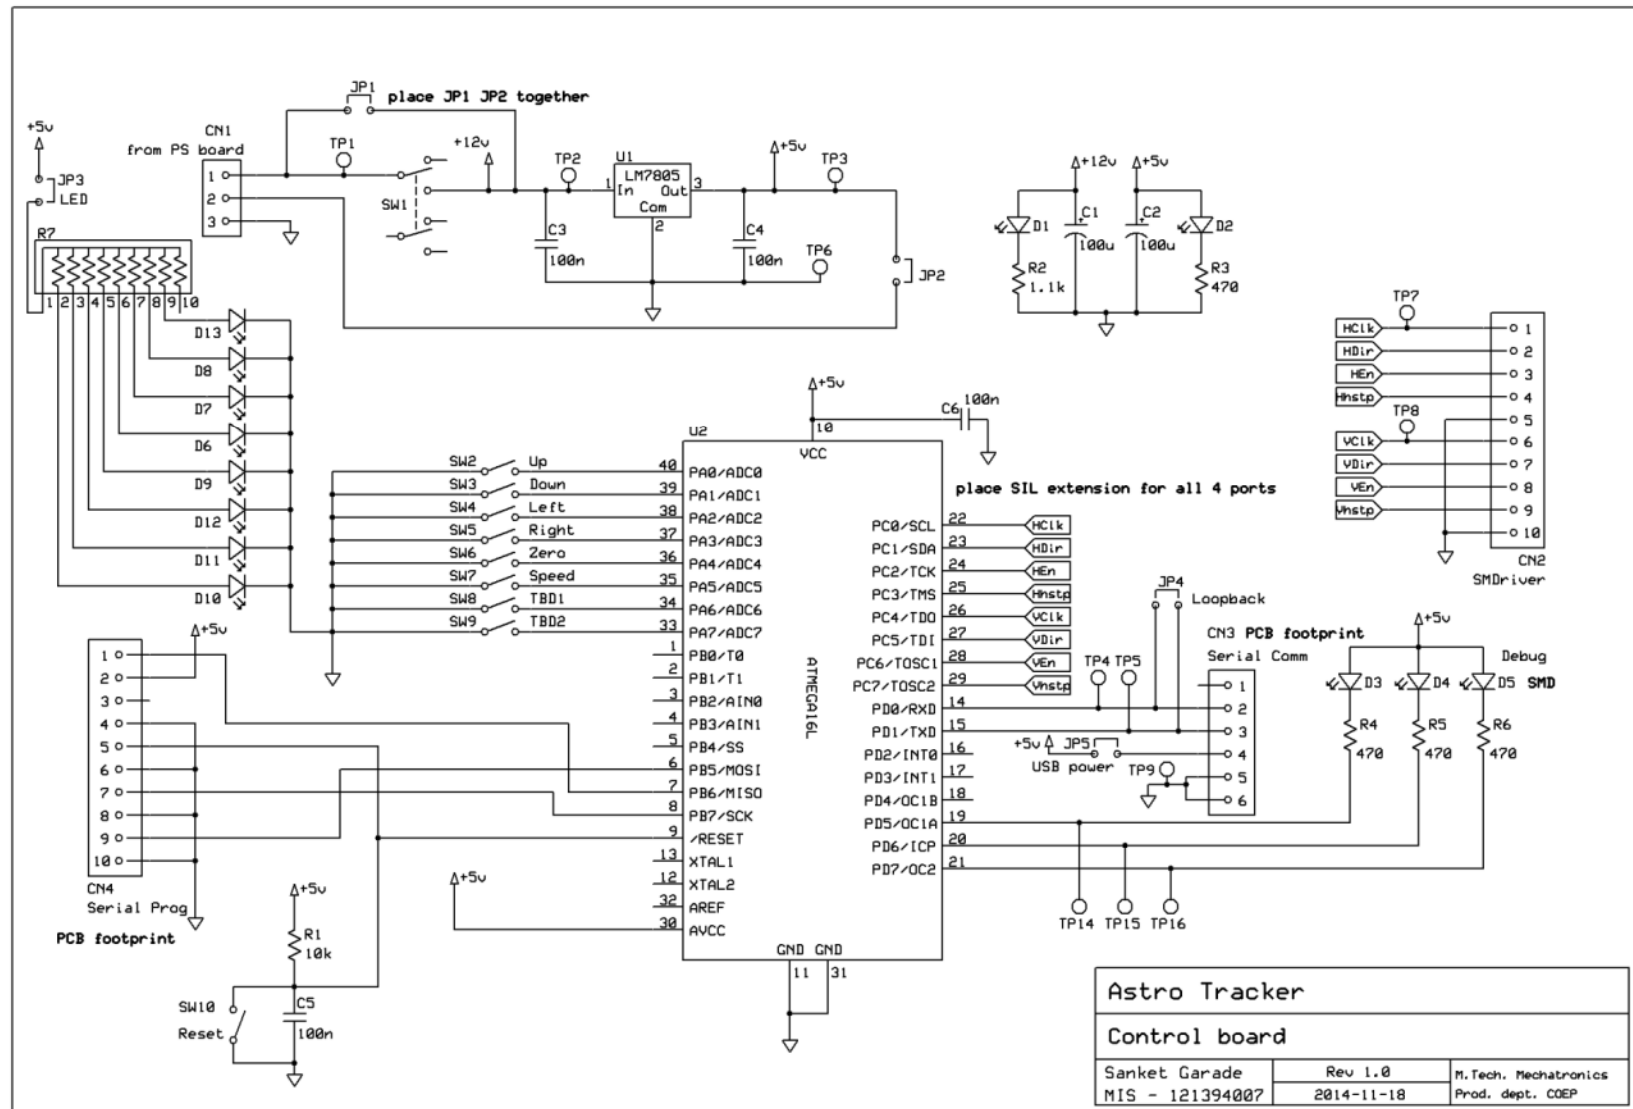 JP1 place JP1 JP2 together
+5v
CN1
from PS board
TP1
+12v
TP2
U1
LM7805
1 In Out 3
Com
2
+5v
TP3
JP3
LED
1
2
3
SW1
C3
100n
C4
100n
TP6
JP2
+12v +5v
D1
C1
100u
C2
100u
D2
R2
1.1k
R3
470
R7
1 2 3 4 5 6 7 8 9 10
D13
D8
D7
D6
D9
D12
D11
D10
TP7
HClk 1
HDir 2
HEn 3
Hhstp 4
TP8 5
VClk 6
VDir 7
VEn 8
Vhstp 9
10
CN2
SMDriver
+5v
C6 100n
U2
10
VCC
SW2 Up 40 PA0/ADC0
SW3 Down 39 PA1/ADC1
SW4 Left 38 PA2/ADC2
SW5 Right 37 PA3/ADC3
SW6 Zero 36 PA4/ADC4
SW7 Speed 35 PA5/ADC5
SW8 TBD1 34 PA6/ADC6
SW9 TBD2 33 PA7/ADC7
1 PB0/T0
2 PB1/T1
3 PB2/AIN0
4 PB3/AIN1
5 PB4/SS
6 PB5/MOSI
7 PB6/MISO
8 PB7/SCK
9 /RESET
13 XTAL1
12 XTAL2
32 AREF
30 AVCC
ATMEGA16L
GND GND
11 31
place SIL extension for all 4 ports
PC0/SCL 22 HClk
PC1/SDA 23 HDir
PC2/TCK 24 HEn
PC3/TMS 25 Hhstp
PC4/TDO 26 VClk
PC5/TDI 27 VDir
PC6/TOSC1 28 VEn
PC7/TOSC2 29 Vhstp
PD0/RXD 14
PD1/TXD 15
PD2/INT0 16
PD3/INT1 17
PD4/OC1B 18
PD5/OC1A 19
PD6/ICP 20
PD7/OC2 21
JP4
Loopback
TP4 TP5
CN3 PCB footprint
Serial Comm
1
2
3
4
5
6
+5v JP5
USB power
TP9
+5v
Debug
D3 D4 D5 SMD
R4
470
R5
470
R6
470
TP14 TP15 TP16
+5v
1
2
3
4
5
6
7
8
9
10
CN4
Serial Prog
PCB footprint
+5v
+5v
R1
10k
SW10
Reset
C5
100n
Astro Tracker
Control board
Sanket Garade
MIS - 121394007
Rev 1.0
2014-11-18
M.Tech. Mechatronics
Prod. dept. COEP